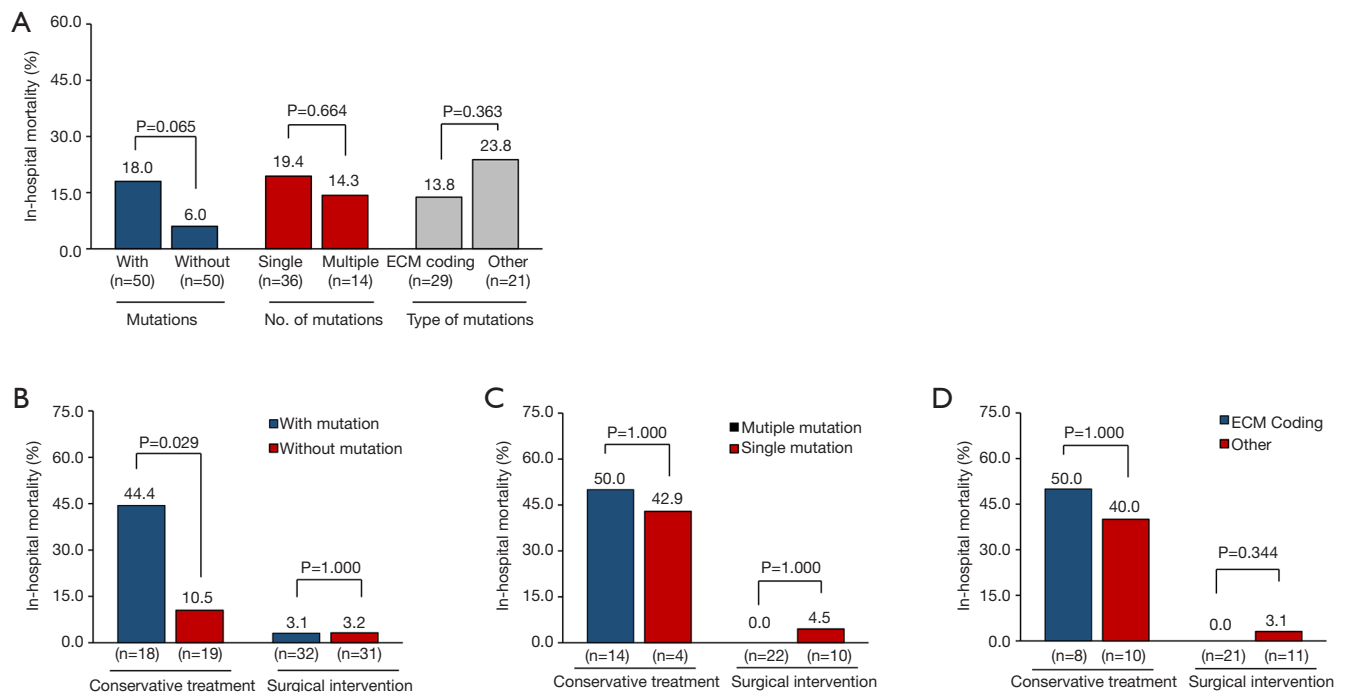 A
In-hospital mortality (%)
60.0
45.0
30.0
15.0
0.0
P=0.065
P=0.664
P=0.363
18.0
6.0
19.4
14.3
13.8
23.8
With Without Single Multiple ECM coding Other
(n=50) (n=50) (n=36) (n=14) (n=29) (n=21)
Mutations No. of mutations Type of mutations
B
In-hospital mortality (%)
75.0
60.0
45.0
30.0
15.0
0.0
With mutation
Without mutation
P=0.029
44.4
10.5
P=1.000
3.1
3.2
(n=18) (n=19) (n=32) (n=31)
Conservative treatment Surgical intervention
C
In-hospital mortality (%)
75.0
60.0
45.0
30.0
15.0
0.0
Mutiple mutation
Single mutation
P=1.000
50.0
42.9
P=1.000
0.0
4.5
(n=14) (n=4) (n=22) (n=10)
Conservative treatment Surgical intervention
D
In-hospital mortality (%)
75.0
60.0
45.0
30.0
15.0
0.0
ECM Coding
Other
P=1.000
50.0
40.0
P=0.344
0.0
3.1
(n=8) (n=10) (n=21) (n=11)
Conservative treatment Surgical intervention